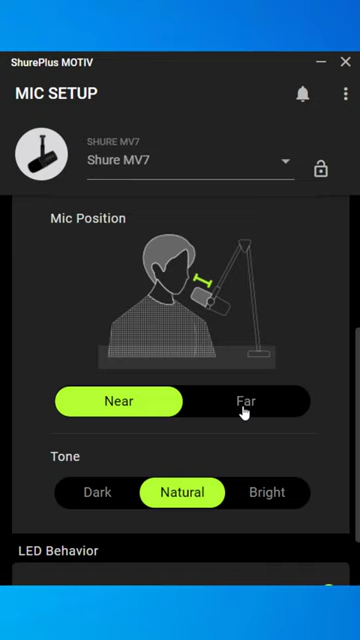 ShurePlus MOTIV
MIC SETUP
SHURE MV7
Shure MV7
Mic Position
Near
Far
Tone
Dark
Natural
Bright
LED Behavior